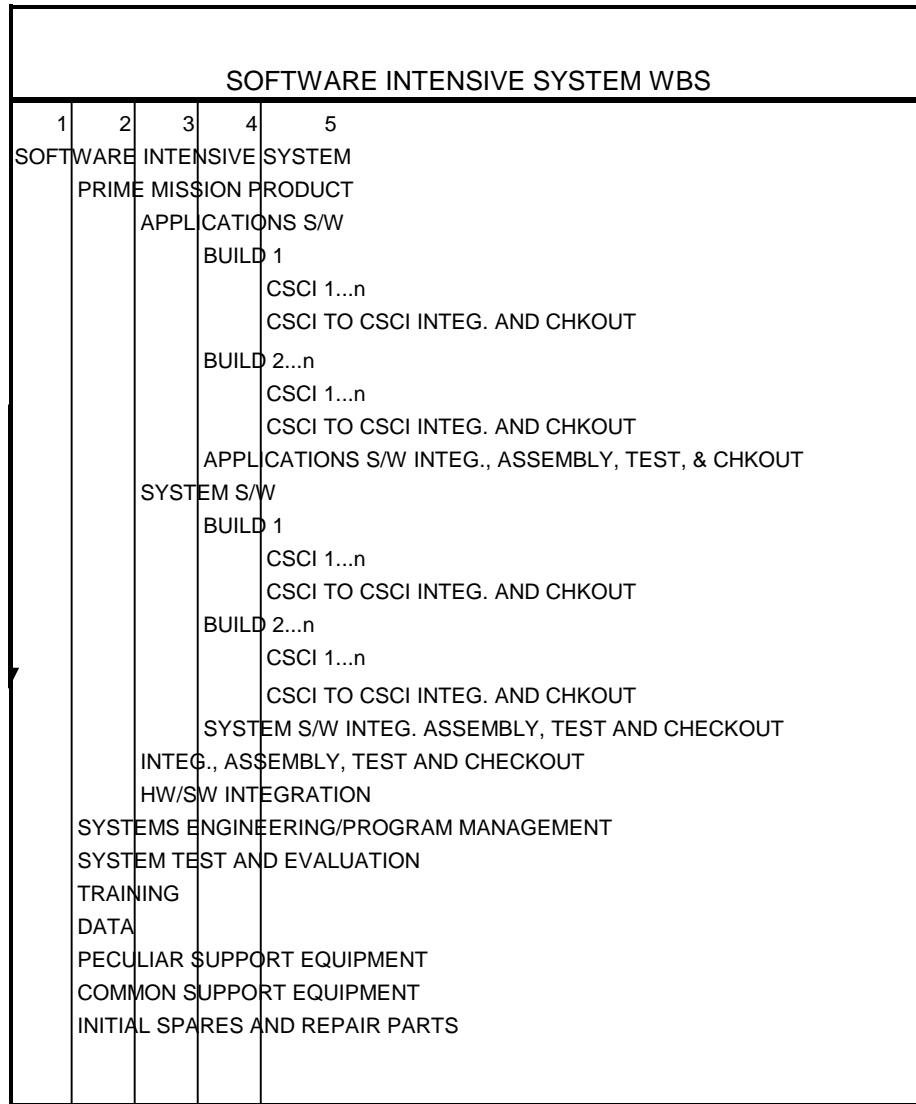 SOFTWARE INTENSIVE SYSTEM WBS
1 2 3 4 5
SOFTWARE INTENSIVE SYSTEM
PRIME MISSION PRODUCT
APPLICATIONS S/W
BUILD 1
CSCI 1...n
CSCI TO CSCI INTEG. AND CHKOUT
BUILD 2...n
CSCI 1...n
CSCI TO CSCI INTEG. AND CHKOUT
APPLICATIONS S/W INTEG., ASSEMBLY, TEST, & CHKOUT
SYSTEM S/W
BUILD 1
CSCI 1...n
CSCI TO CSCI INTEG. AND CHKOUT
BUILD 2...n
CSCI 1...n
CSCI TO CSCI INTEG. AND CHKOUT
SYSTEM S/W INTEG. ASSEMBLY, TEST AND CHECKOUT
INTEG., ASSEMBLY, TEST AND CHECKOUT
HW/SW INTEGRATION
SYSTEMS ENGINEERING/PROGRAM MANAGEMENT
SYSTEM TEST AND EVALUATION
TRAINING
DATA
PECULIAR SUPPORT EQUIPMENT
COMMON SUPPORT EQUIPMENT
INITIAL SPARES AND REPAIR PARTS